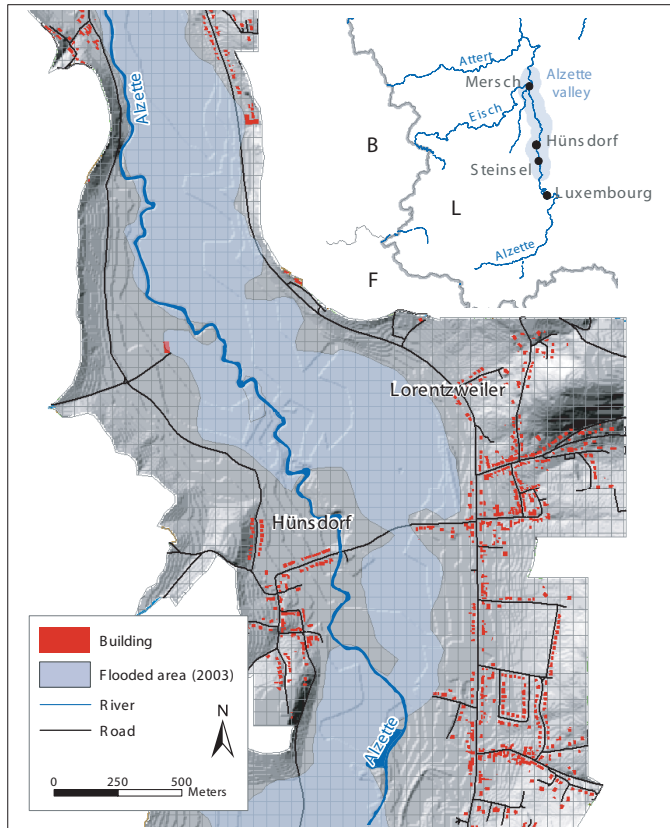 Alzette
Attert
Mersch
Alzette
valley
Eisch
B
Hünsdorf
Steinsel
L
Luxembourg
Alzette
F
Lorentzweiler
Hünsdorf
Alzette
Building
Flooded area (2003)
River
Road
N
0 250 500
Meters